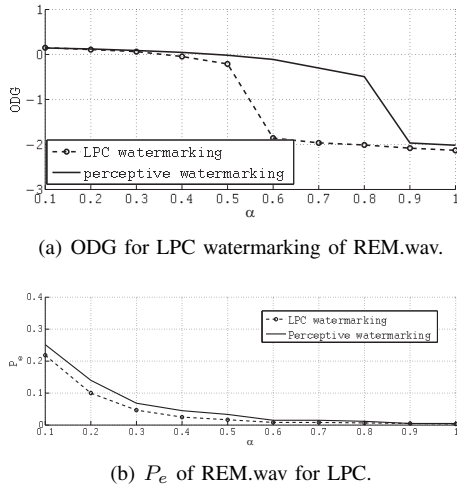 1
0
-1
-2
-3
ODG
LPC watermarking
perceptive watermarking
0.1 0.2 0.3 0.4 0.5 0.6 0.7 0.8 0.9 1
α
(a) ODG for LPC watermarking of REM.wav.
0.4
0.3
0.2
0.1
0
P_e
LPC watermarking
Perceptive watermarking
0.1 0.2 0.3 0.4 0.5 0.6 0.7 0.8 0.9 1
α
(b) P_e of REM.wav for LPC.